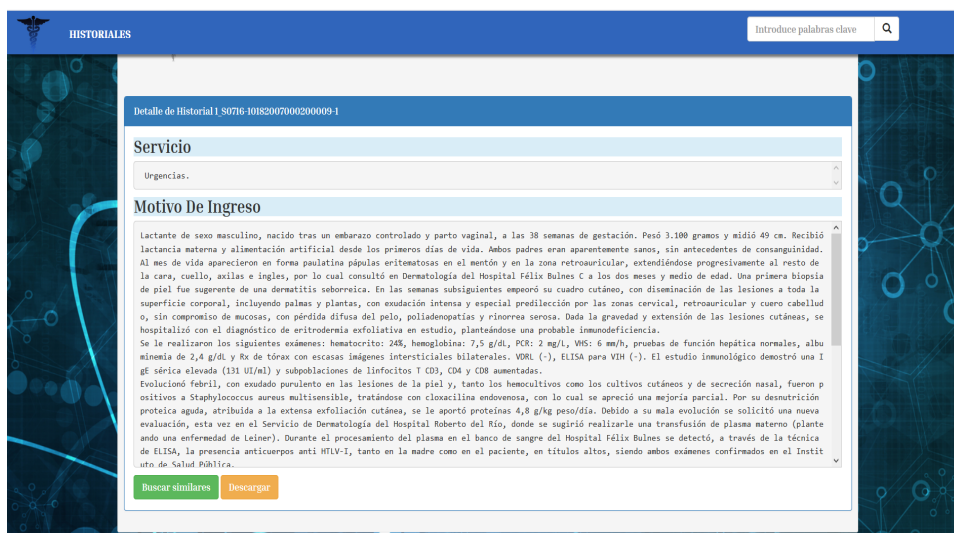 HISTORIALES
Introduce palabras clave
Detalle de Historial 1_S0716-10182007000200009-1
Servicio
Urgencias.
Motivo De Ingreso
Lactante de sexo masculino, nacido tras un embarazo controlado y parto vaginal, a las 38 semanas de gestación. Pesó 3.100 gramos y midió 49 cm. Recibió
lactancia materna y alimentación artificial desde los primeros días de vida. Ambos padres eran aparentemente sanos, sin antecedentes de consanguinidad.
Al mes de vida aparecieron en forma paulatina pápulas eritematosas en el mentón y en la zona retroauricular, extendiéndose progresivamente al resto de
la cara, cuello, axilas e ingles, por lo cual consultó en Dermatología del Hospital Félix Bulnes C a los dos meses y medio de edad. Una primera biopsia
de piel fue sugerente de una dermatitis seborreica. En las semanas subsiguientes empeoró su cuadro cutáneo, con diseminación de las lesiones a toda la
superficie corporal, incluyendo palmas y plantas, con exudación intensa y especial predilección por las zonas cervical, retroauricular y cuero cabellud
o, sin compromiso de mucosas, con pérdida difusa del pelo, poliadenopatías y rinorrea serosa. Dada la gravedad y extensión de las lesiones cutáneas, se
hospitalizó con el diagnóstico de eritrodermia exfoliativa en estudio, planteándose una probable inmunodeficiencia.
Se le realizaron los siguientes exámenes: hematocrito: 24%, hemoglobina: 7,5 g/dL, PCR: 2 mg/L, VHS: 6 mm/h, pruebas de función hepática normales, albu
minemia de 2,4 g/dL y Rx de tórax con escasas imágenes intersticiales bilaterales. VDRL (-), ELISA para VIH (-). El estudio inmunológico demostró una I
gE sérica elevada (131 UI/ml) y subpoblaciones de linfocitos T CD3, CD4 y CD8 aumentadas.
Evolucionó febril, con exudado purulento en las lesiones de la piel y, tanto los hemocultivos como los cultivos cutáneos y de secreción nasal, fueron p
ositivos a Staphylococcus aureus multisensible, tratándose con cloxacilina endovenosa, con lo cual se apreció una mejoría parcial. Por su desnutrición
proteica aguda, atribuida a la extensa exfoliación cutánea, se le aportó proteínas 4,8 g/kg peso/día. Debido a su mala evolución se solicitó una nueva
evaluación, esta vez en el Servicio de Dermatología del Hospital Roberto del Río, donde se sugirió realizarle una transfusión de plasma materno (plante
ando una enfermedad de Leiner). Durante el procesamiento del plasma en el banco de sangre del Hospital Félix Bulnes se detectó, a través de la técnica
de ELISA, la presencia anticuerpos anti HTLV-I, tanto en la madre como en el paciente, en títulos altos, siendo ambos exámenes confirmados en el Instit
uto de Salud Pública.
Buscar similares
Descargar